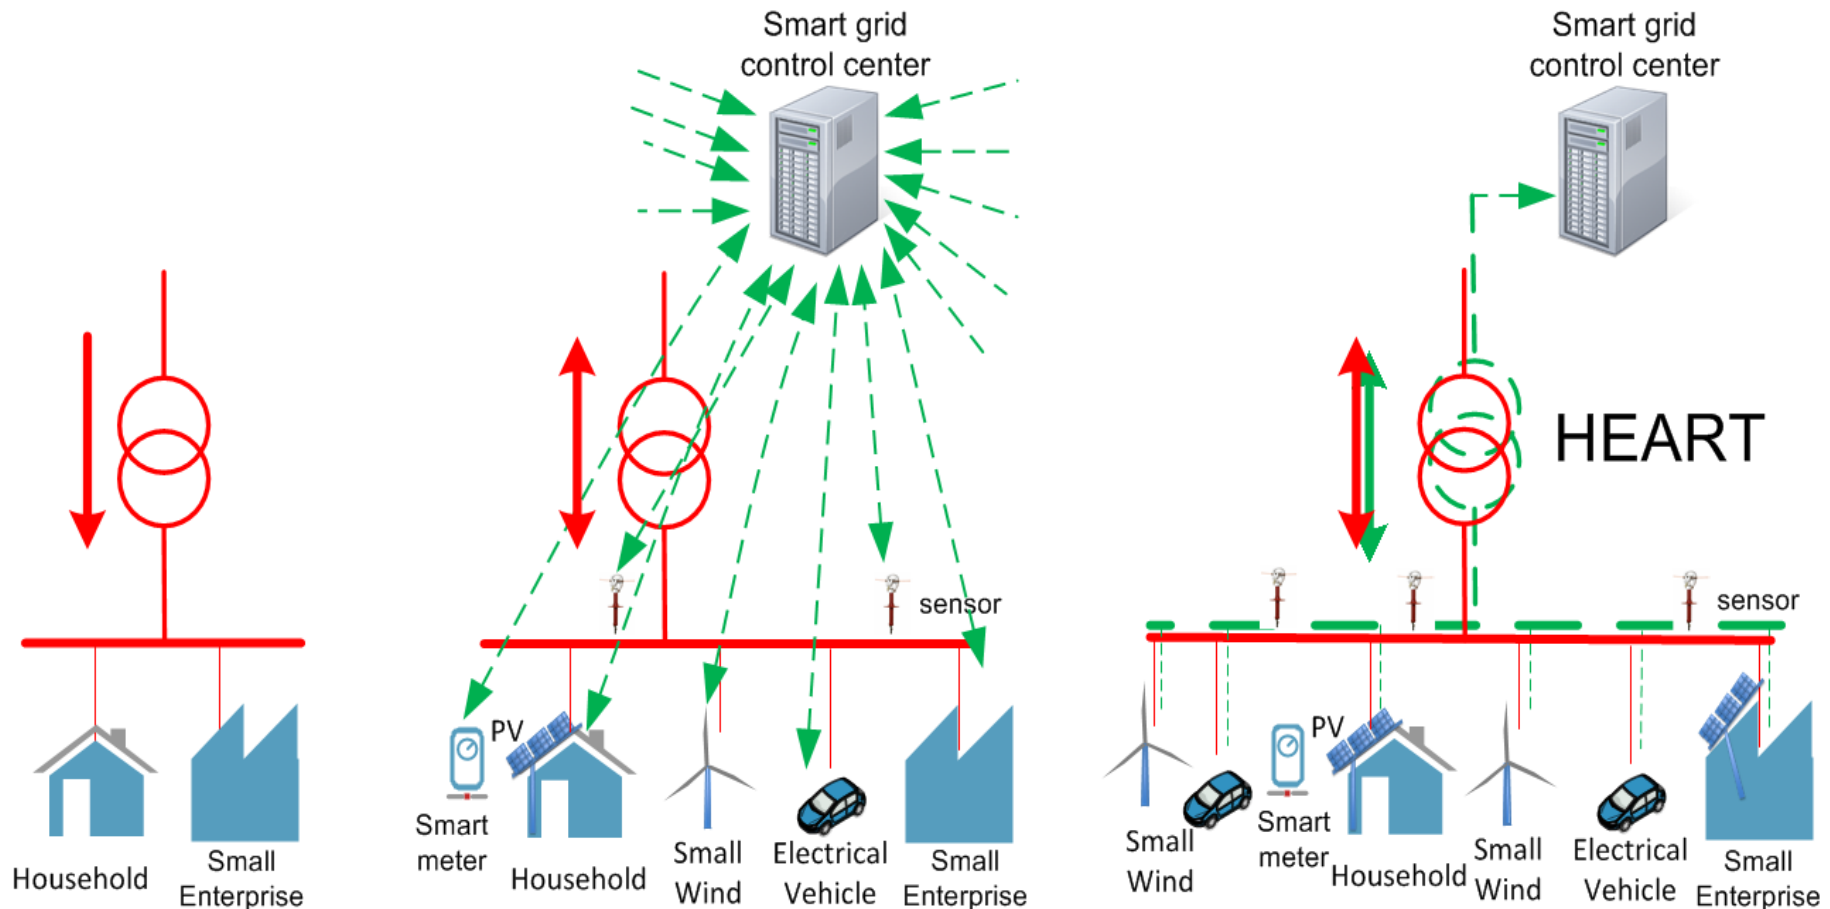 Smart grid
control center
Smart grid
control center
HEART
sensor
sensor
PV
PV
Household
Small
Enterprise
Smart
meter
Household
Small
Wind
Electrical
Vehicle
Small
Enterprise
Small
Wind
Smart
meter
Household
Small
Wind
Electrical
Vehicle
Small
Enterprise